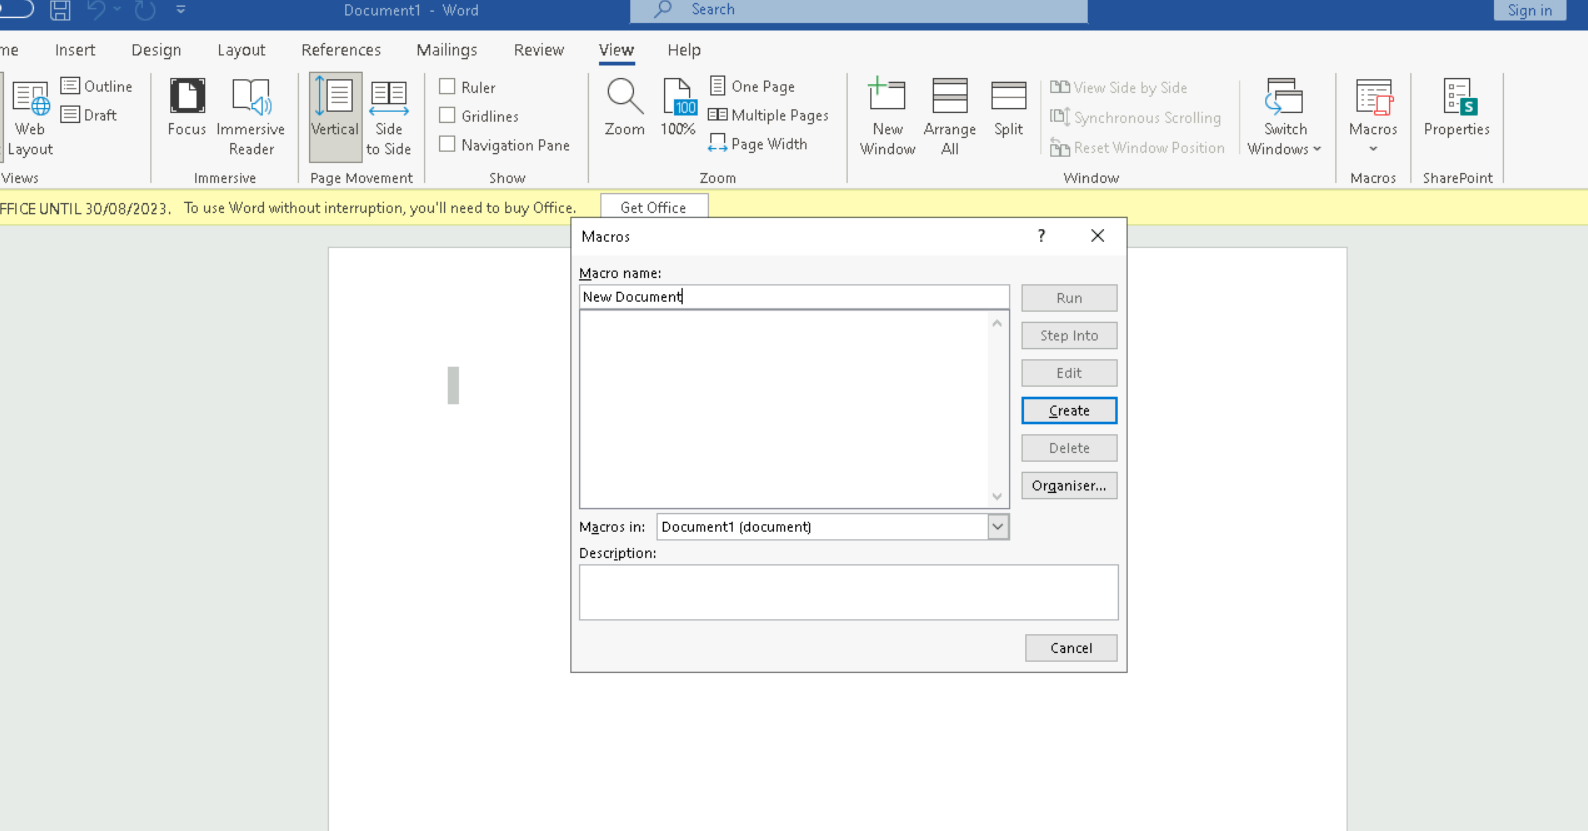 Document1 - Word
Search
Sign in
me Insert Design Layout References Mailings Review View Help
Web
Layout
Outline
Draft
Views
Focus
Immersive
Reader
Immersive
Vertical
Side
to Side
Page Movement
Ruler
Gridlines
Navigation Pane
Show
Zoom
100
100%
One Page
Multiple Pages
Page Width
Zoom
New
Window
Arrange
All
Split
View Side by Side
Synchronous Scrolling
Reset Window Position
Switch
Windows
Window
Macros
Macros
S
Properties
SharePoint
FFICE UNTIL 30/08/2023. To use Word without interruption, you'll need to buy Office.
Get Office
Macros
?
Macro name:
New Document
Run
Step Into
Edit
Create
Delete
Organiser...
Macros in:
Document1 (document)
Description:
Cancel